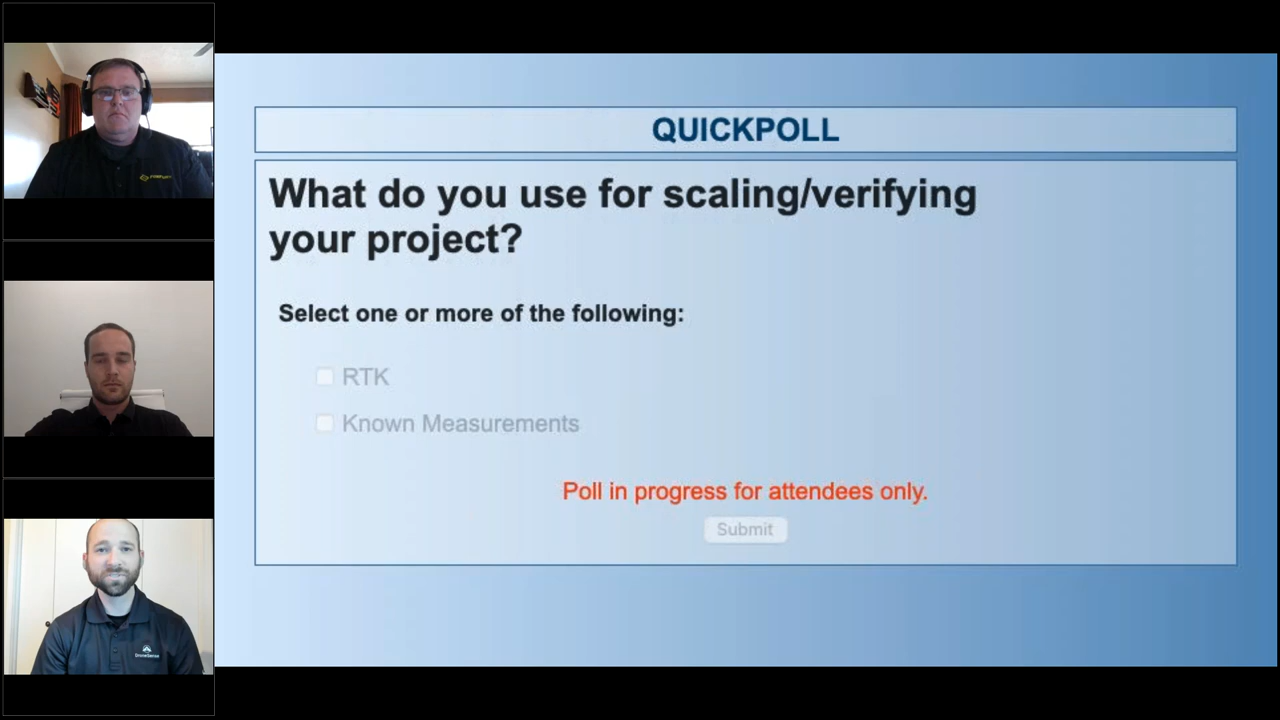 QUICKPOLL
What do you use for scaling/verifying
your project?
Select one or more of the following:
RTK
Known Measurements
Poll in progress for attendees only.
Submit
DroneSense